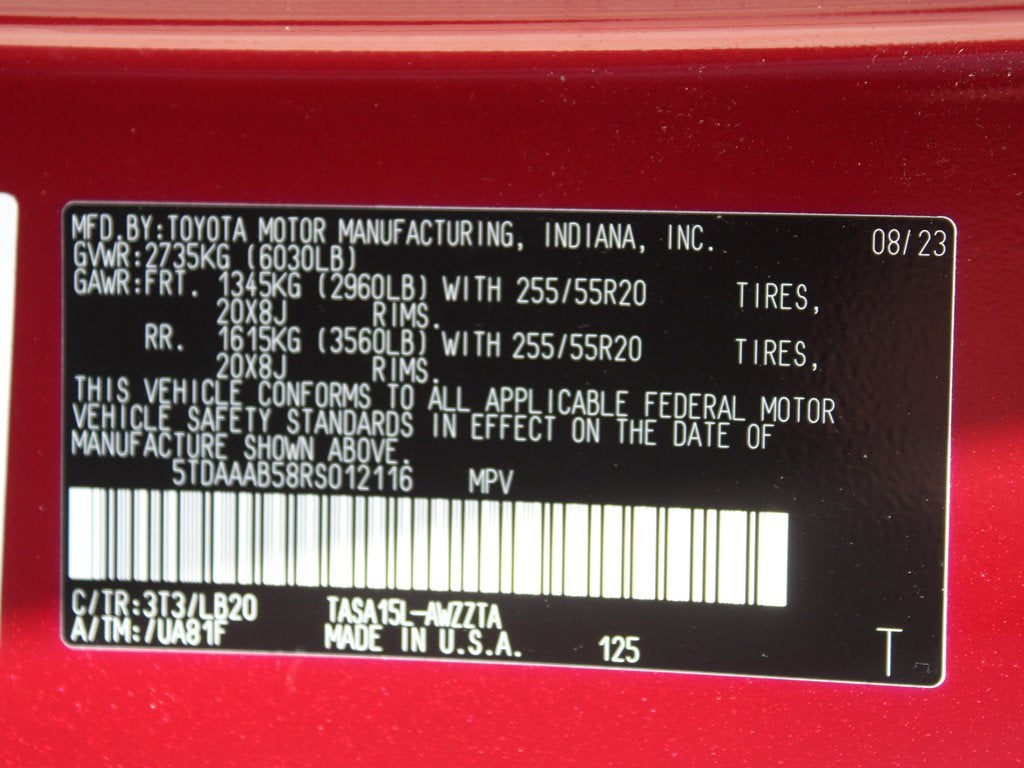 MFD.BY:TOYOTA MOTOR MANUFACTURING, INDIANA, INC. 08/23
GVWR:2735KG (6030LB)
GAWR:FRT. 1345KG (2960LB) WITH 255/55R20 TIRES,
20X8J RIMS.
RR. 1615KG (3560LB) WITH 255/55R20 TIRES,
20X8J RIMS.
THIS VEHICLE CONFORMS TO ALL APPLICABLE FEDERAL MOTOR
VEHICLE SAFETY STANDARDS IN EFFECT ON THE DATE OF
MANUFACTURE SHOWN ABOVE.
5TDAAAB58RS012116 MPV
C/TR:3T3/LB20 TASA15L-AWZZTA
A/TM:/UA81F MADE IN U.S.A. 125 T